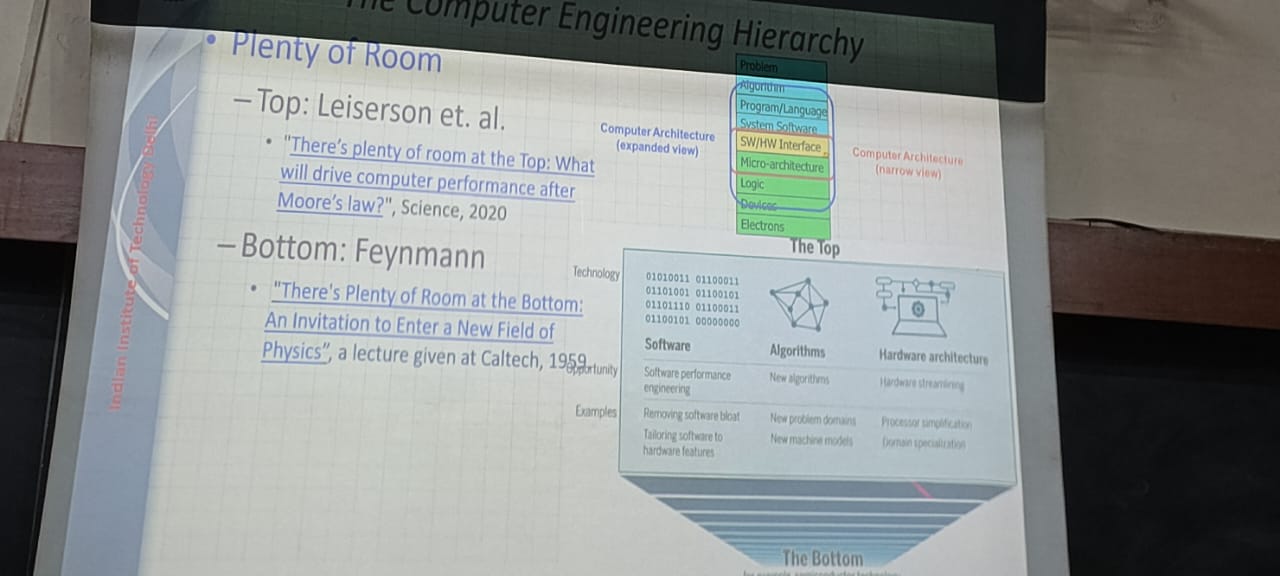 The Computer Engineering Hierarchy
• Plenty of Room
– Top: Leiserson et. al.
• "There's plenty of room at the Top: What
will drive computer performance after
Moore's law?", Science, 2020
– Bottom: Feynmann
• "There's Plenty of Room at the Bottom:
An Invitation to Enter a New Field of
Physics", a lecture given at Caltech, 1959
Indian Institute of Technology Delhi
Computer Architecture
(expanded view)
Problem
Algorithm
Program/Language
System Software
SW/HW Interface
Micro-architecture
Logic
Devices
Electrons
Computer Architecture
(narrow view)
The Top
Technology
01010011 01100011
01101001 01100101
01101110 01100011
01100101 00000000
Software
Algorithms
Hardware architecture
Opportunity
Software performance
engineering
New algorithms
Hardware streamlining
Examples
Removing software bloat
New problem domains
Processor simplification
Tailoring software to
hardware features
New machine models
Domain specialization
The Bottom